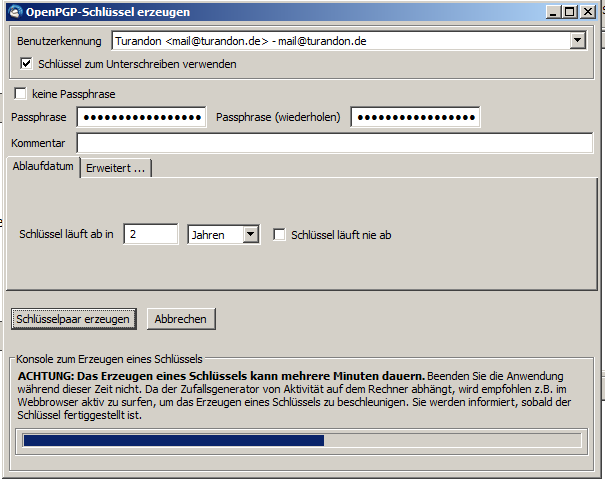 OpenPGP-Schlüssel erzeugen
Benutzerkennung Turandon <mail@turandon.de> - mail@turandon.de
Schlüssel zum Unterschreiben verwenden
keine Passphrase
Passphrase ●●●●●●●●●●●●●●●●● Passphrase (wiederholen) ●●●●●●●●●●●●●●●●●
Kommentar
Ablaufdatum Erweitert ...
Schlüssel läuft ab in 2 Jahren Schlüssel läuft nie ab
Schlüsselpaar erzeugen Abbrechen
Konsole zum Erzeugen eines Schlüssels
ACHTUNG: Das Erzeugen eines Schlüssels kann mehrere Minuten dauern. Beenden Sie die Anwendung
während dieser Zeit nicht. Da der Zufallsgenerator von Aktivität auf dem Rechner abhängt, wird empfohlen z.B. im
Webbrowser aktiv zu surfen, um das Erzeugen eines Schlüssels zu beschleunigen. Sie werden informiert, sobald der
Schlüssel fertiggestellt ist.